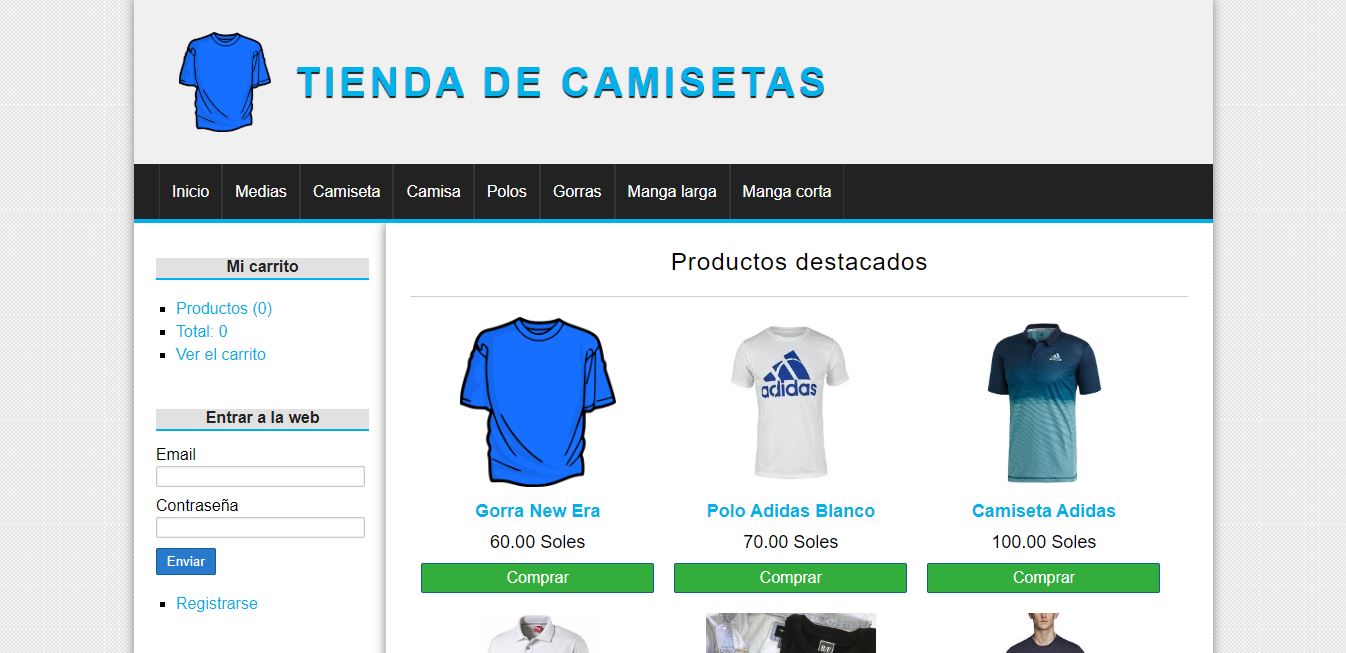 TIENDA DE CAMISETAS
Inicio Medias Camiseta Camisa Polos Gorras Manga larga Manga corta
Mi carrito
Productos (0)
Total: 0
Ver el carrito
Entrar a la web
Email
Contraseña
Enviar
Registrarse
Productos destacados
adidas
Gorra New Era Polo Adidas Blanco Camiseta Adidas
60.00 Soles 70.00 Soles 100.00 Soles
Comprar Comprar Comprar